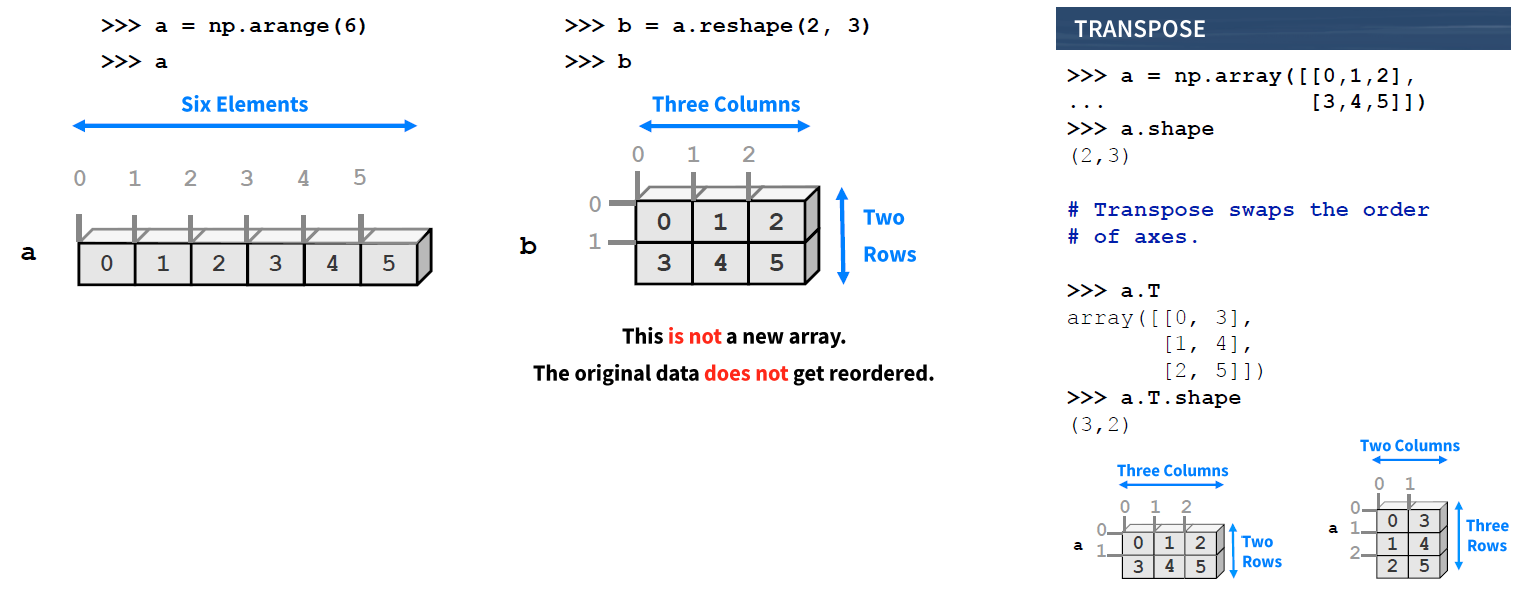 >>> a = np.arange(6)
>>> a
Six Elements
0 1 2 3 4 5
a
0 1 2 3 4 5
>>> b = a.reshape(2, 3)
>>> b
Three Columns
0 1 2
0
1
b
0 1 2
3 4 5
Two
Rows
This is not a new array.
The original data does not get reordered.
TRANSPOSE
>>> a = np.array([[0,1,2],
... [3,4,5]])
>>> a.shape
(2,3)
# Transpose swaps the order
# of axes.
>>> a.T
array([[0, 3],
[1, 4],
[2, 5]])
>>> a.T.shape
(3,2)
Three Columns
0 1 2
0
1
a
0 1 2
3 4 5
Two
Rows
Two Columns
0 1
0
1
2
a
0 3
1 4
2 5
Three
Rows